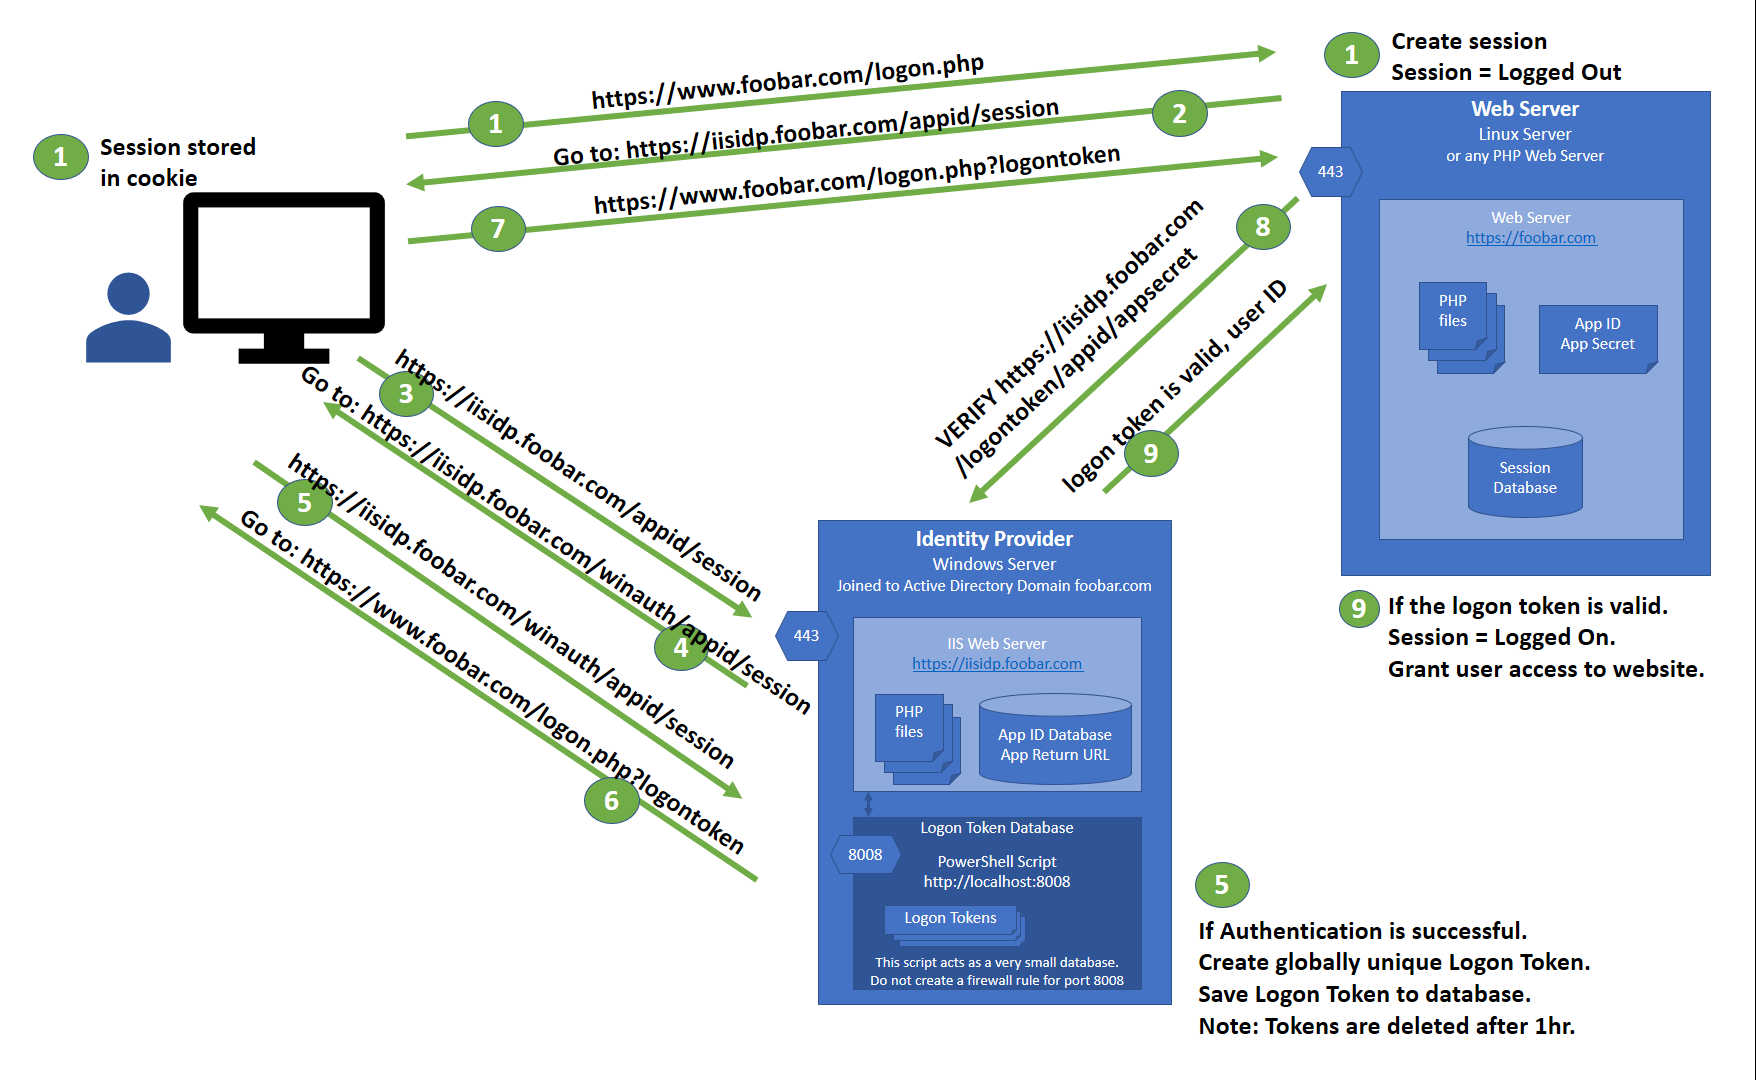 1
Create session
Session = Logged Out
https://www.foobar.com/logon.php
1
2
Go to: https://iisidp.foobar.com/appid/session
1
Session stored
in cookie
https://www.foobar.com/logon.php?logontoken
7
Web Server
Linux Server
or any PHP Web Server
443
Web Server
https://foobar.com
PHP
files
App ID
App Secret
Session
Database
8
VERIFY https://iisidp.foobar.com
/logontoken/appid/appsecret
logon token is valid, user ID
9
https://iisidp.foobar.com/appid/session
3
Go to: https://iisidp.foobar.com/winauth/appid/session
4
https://iisidp.foobar.com/winauth/appid/session
5
Go to: https://www.foobar.com/logon.php?logontoken
6
Identity Provider
Windows Server
Joined to Active Directory Domain foobar.com
443
IIS Web Server
https://iisidp.foobar.com
PHP
files
App ID Database
App Return URL
Logon Token Database
8008
PowerShell Script
http://localhost:8008
Logon Tokens
This script acts as a very small database.
Do not create a firewall rule for port 8008
9
If the logon token is valid.
Session = Logged On.
Grant user access to website.
5
If Authentication is successful.
Create globally unique Logon Token.
Save Logon Token to database.
Note: Tokens are deleted after 1hr.